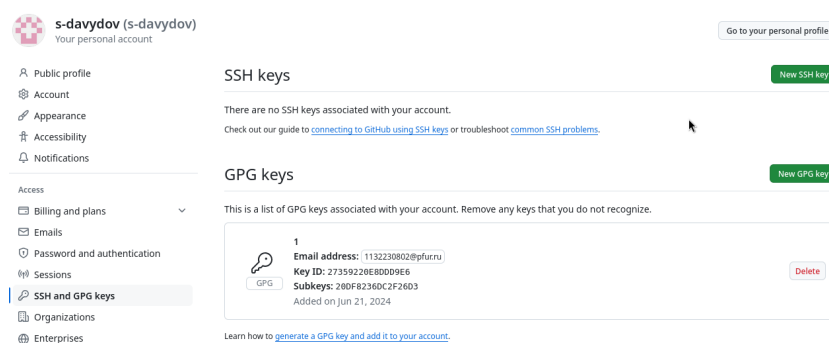 s-davydov (s-davydov)
Your personal account
Go to your personal profile
Public profile
Account
Appearance
Accessibility
Notifications
Access
Billing and plans
Emails
Password and authentication
Sessions
SSH and GPG keys
Organizations
Enterprises
SSH keys
New SSH key
There are no SSH keys associated with your account.
Check out our guide to connecting to GitHub using SSH keys or troubleshoot common SSH problems.
GPG keys
New GPG key
This is a list of GPG keys associated with your account. Remove any keys that you do not recognize.
1
Email address: 1132230802@pfur.ru
Key ID: 27359220E8DDD9E6
Subkeys: 20DF8236DC2F26D3
Added on Jun 21, 2024
GPG
Delete
Learn how to generate a GPG key and add it to your account.